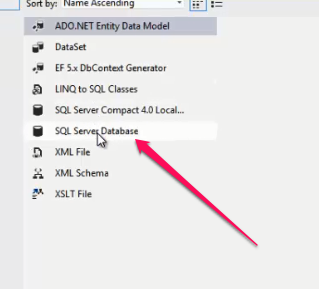 Sort by: Name Ascending
ADO.NET Entity Data Model
DataSet
EF 5.x DbContext Generator
LINQ to SQL Classes
SQL Server Compact 4.0 Local...
SQL Server Database
XML File
XML Schema
XSLT File